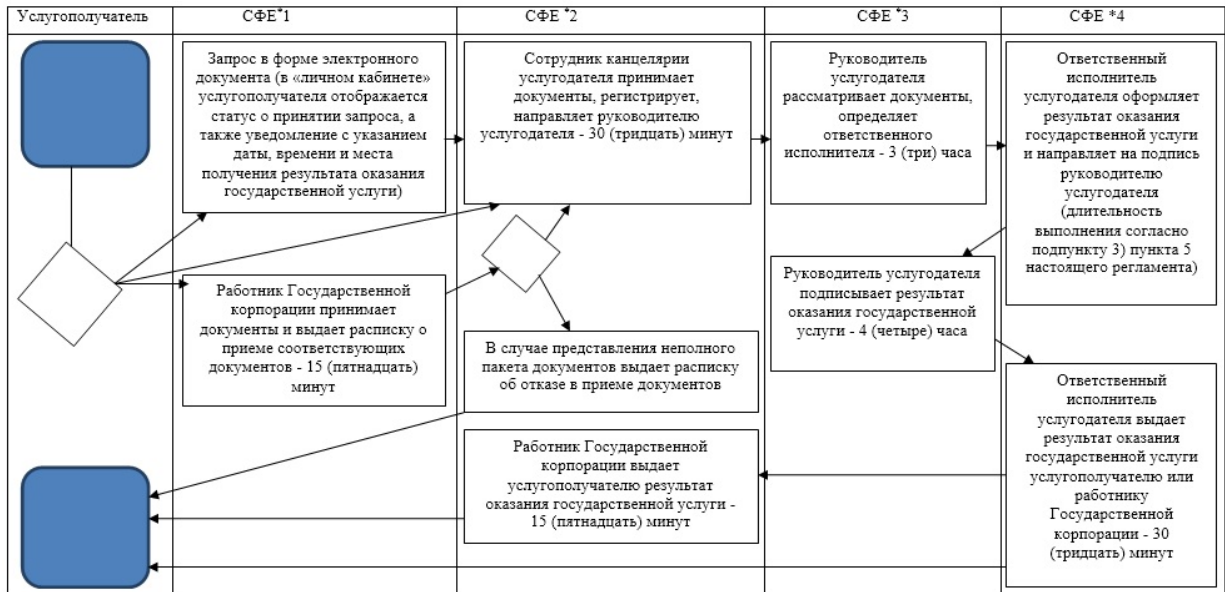 Услугополучатель
СФЕ*1
СФЕ *2
СФЕ *3
СФЕ *4
Запрос в форме электронного
документа (в «личном кабинете»
услугополучателя отображается
статус о принятии запроса, а
также уведомление с указанием
даты, времени и места
получения результата оказания
государственной услуги)
Работник Государственной
корпорации принимает
документы и выдает расписку о
приеме соответствующих
документов - 15 (пятнадцать)
минут
Сотрудник канцелярии
услугодателя принимает
документы, регистрирует,
направляет руководителю
услугодателя - 30 (тридцать) минут
В случае представления неполного
пакета документов выдает расписку
об отказе в приеме документов
Работник Государственной
корпорации выдает
услугополучателю результат
оказания государственной услуги -
15 (пятнадцать) минут
Руководитель
услугодателя
рассматривает документы,
определяет
ответственного
исполнителя - 3 (три) часа
Руководитель услугодателя
подписывает результат
оказания государственной
услуги - 4 (четыре) часа
Ответственный
исполнитель
услугодателя оформляет
результат оказания
государственной услуги
и направляет на подпись
руководителю
услугодателя
(длительность
выполнения согласно
подпункту 3) пункта 5
настоящего регламента)
Ответственный
исполнитель
услугодателя выдает
результат оказания
государственной услуги
услугополучателю или
работнику
Государственной
корпорации - 30
(тридцать) минут